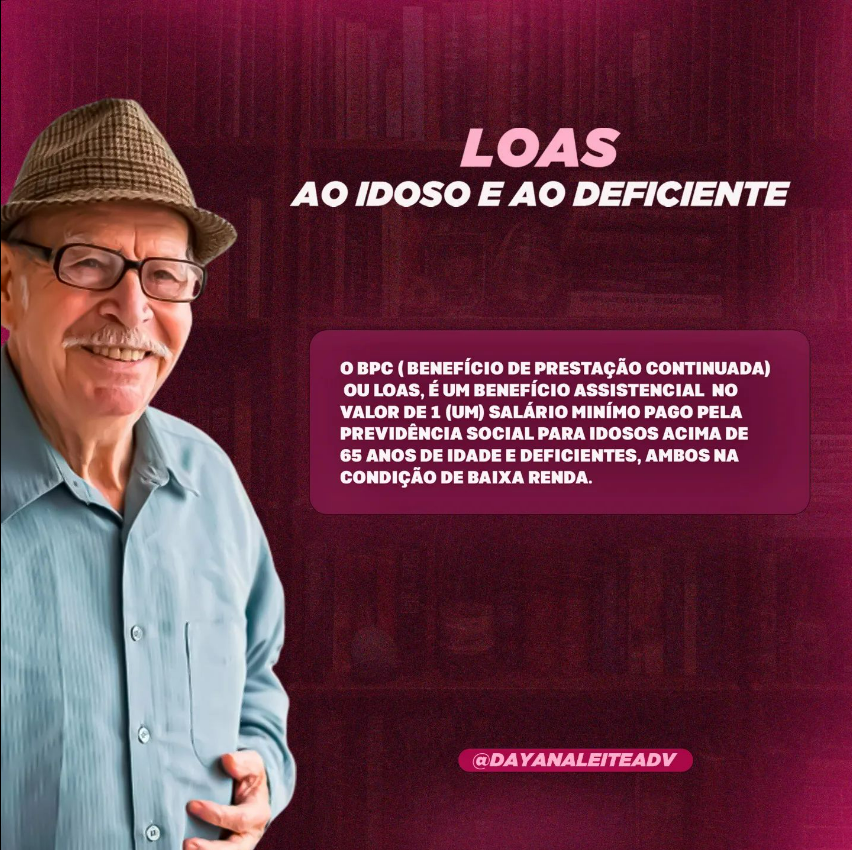 LOAS
AO IDOSO E AO DEFICIENTE
O BPC ( BENEFÍCIO DE PRESTAÇÃO CONTINUADA)
OU LOAS, É UM BENEFÍCIO ASSISTENCIAL NO
VALOR DE 1 (UM) SALÁRIO MINÍMO PAGO PELA
PREVIDÊNCIA SOCIAL PARA IDOSOS ACIMA DE
65 ANOS DE IDADE E DEFICIENTES, AMBOS NA
CONDIÇÃO DE BAIXA RENDA.
@DAYANALEITEADV